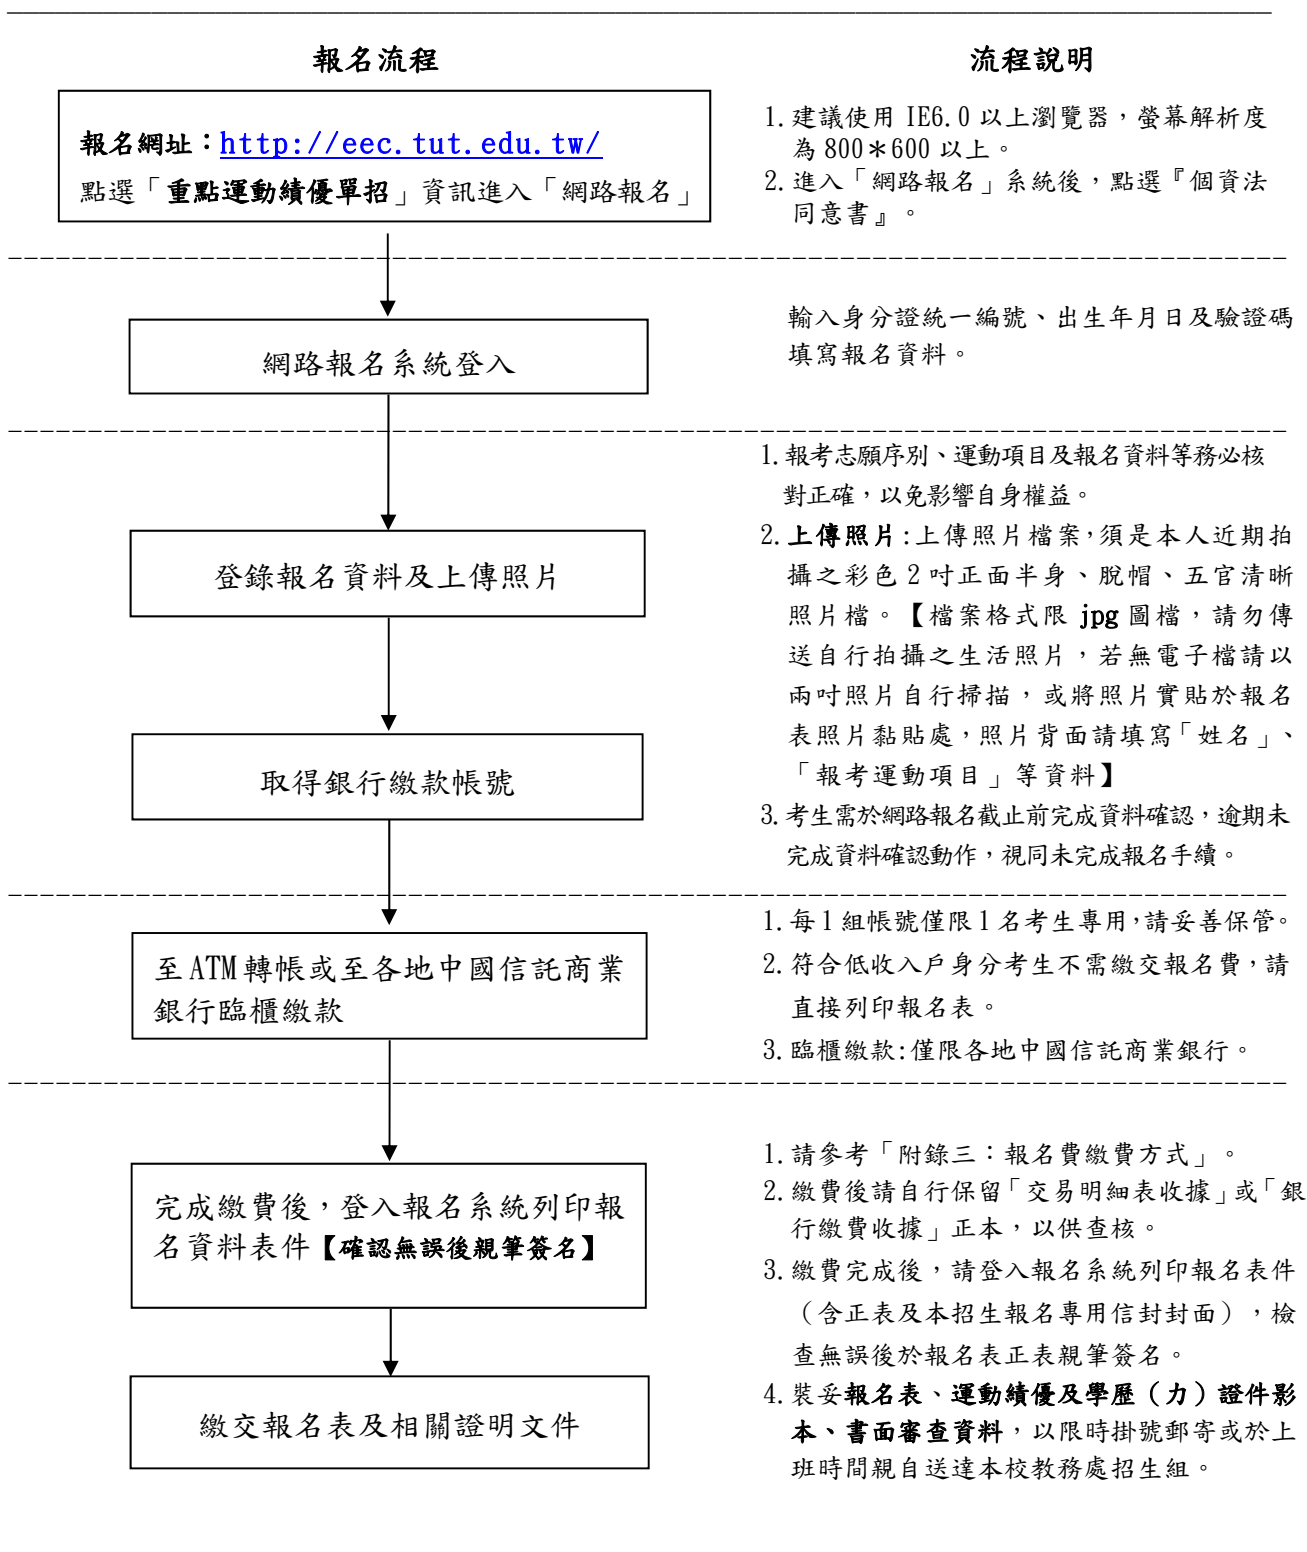 報名流程
流程說明
報名網址：http://eec.tut.edu.tw/
點選「重點運動績優單招」資訊進入「網路報名」
1.建議使用 IE6.0 以上瀏覽器，螢幕解析度
為 800＊600 以上。
2.進入「網路報名」系統後，點選『個資法
同意書』。
網路報名系統登入
輸入身分證統一編號、出生年月日及驗證碼
填寫報名資料。
登錄報名資料及上傳照片
取得銀行繳款帳號
1.報考志願序別、運動項目及報名資料等務必核
對正確，以免影響自身權益。
2.上傳照片:上傳照片檔案，須是本人近期拍
攝之彩色 2 吋正面半身、脫帽、五官清晰
照片檔。【檔案格式限 jpg 圖檔，請勿傳
送自行拍攝之生活照片，若無電子檔請以
兩吋照片自行掃描，或將照片實貼於報名
表照片黏貼處，照片背面請填寫「姓名」、
「報考運動項目」等資料】
3.考生需於網路報名截止前完成資料確認，逾期未
完成資料確認動作，視同未完成報名手續。
至 ATM 轉帳或至各地中國信託商業
銀行臨櫃繳款
1.每 1 組帳號僅限 1 名考生專用，請妥善保管。
2.符合低收入戶身分考生不需繳交報名費，請
直接列印報名表。
3.臨櫃繳款:僅限各地中國信託商業銀行。
完成繳費後，登入報名系統列印報
名資料表件【確認無誤後親筆簽名】
繳交報名表及相關證明文件
1.請參考「附錄三：報名費繳費方式」。
2.繳費後請自行保留「交易明細表收據」或「銀
行繳費收據」正本，以供查核。
3.繳費完成後，請登入報名系統列印報名表件
（含正表及本招生報名專用信封封面），檢
查無誤後於報名表正表親筆簽名。
4.裝妥報名表、運動績優及學歷（力）證件影
本、書面審查資料，以限時掛號郵寄或於上
班時間親自送達本校教務處招生組。